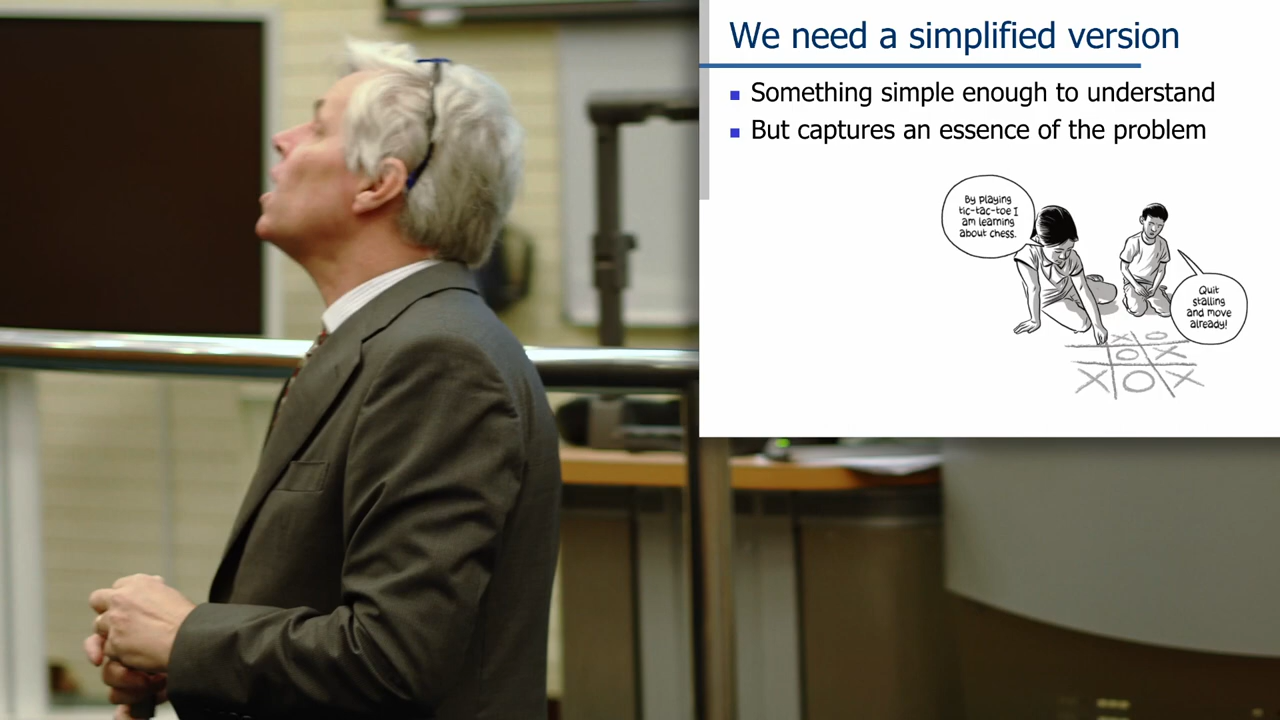 We need a simplified version
Something simple enough to understand
But captures an essence of the problem
By playing
tic-tac-toe I
am learning
about chess.
Quit
stalling
and move
already!
X O
O X
X O X